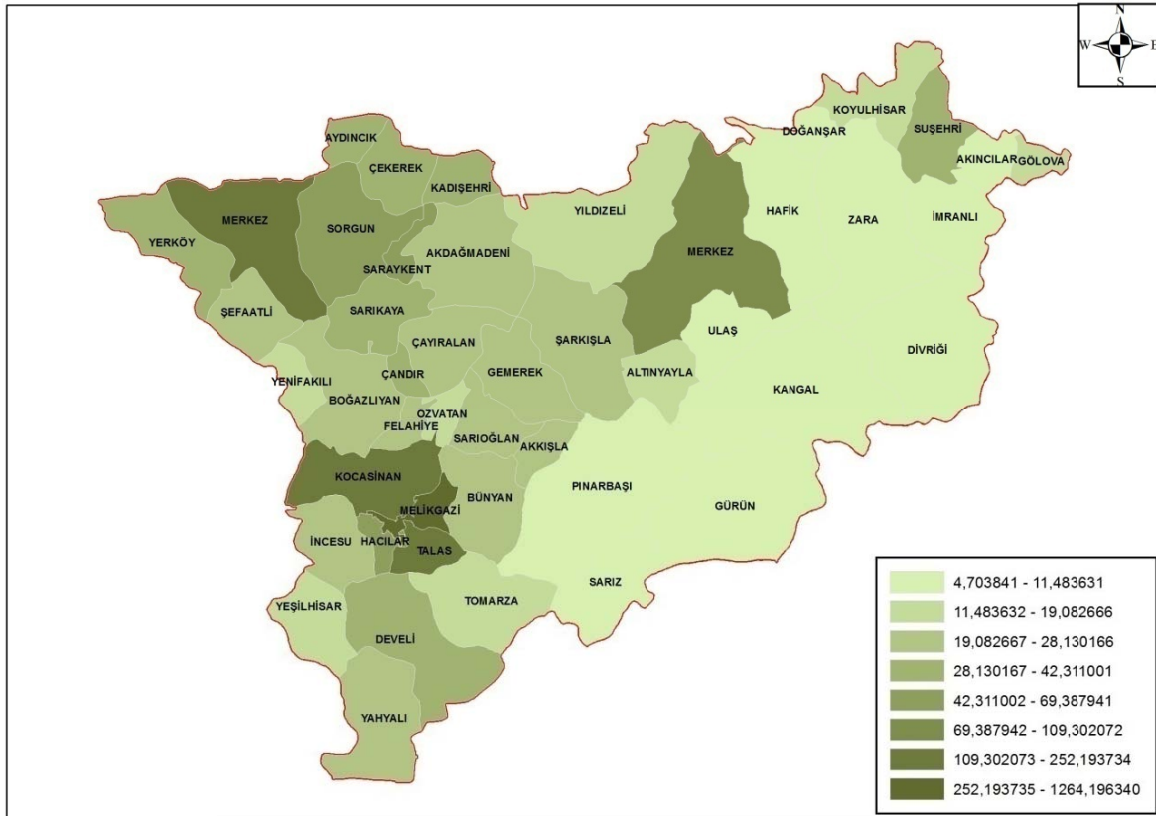 N
W E
S
KOYULHİSAR
DOĞANŞAR
SUŞEHRİ
AYDINCIK
AKINCILAR
GÖLOVA
ÇEKEREK
KADIŞEHRİ
YILDIZELİ
HAFİK
ZARA
İMRANLI
MERKEZ
SORGUN
YERKÖY
AKDAĞMADENİ
MERKEZ
SARAYKENT
ŞEFAATLİ
SARIKAYA
ULAŞ
ÇAYIRALAN
ŞARKIŞLA
DİVRİĞİ
GEMEREK
ALTINYAYLA
ÇANDIR
YENİFAKILI
KANGAL
BOĞAZLIYAN
OZVATAN
FELAHİYE
SARIOĞLAN
AKKIŞLA
KOCASİNAN
PINARBAŞI
BÜNYAN
GÜRÜN
MELİKGAZİ
İNCESU
HACILAR
TALAS
SARIZ
YEŞİLHİSAR
TOMARZA
DEVELİ
YAHYALI
4,703841 - 11,483631
11,483632 - 19,082666
19,082667 - 28,130166
28,130167 - 42,311001
42,311002 - 69,387941
69,387942 - 109,302072
109,302073 - 252,193734
252,193735 - 1264,196340